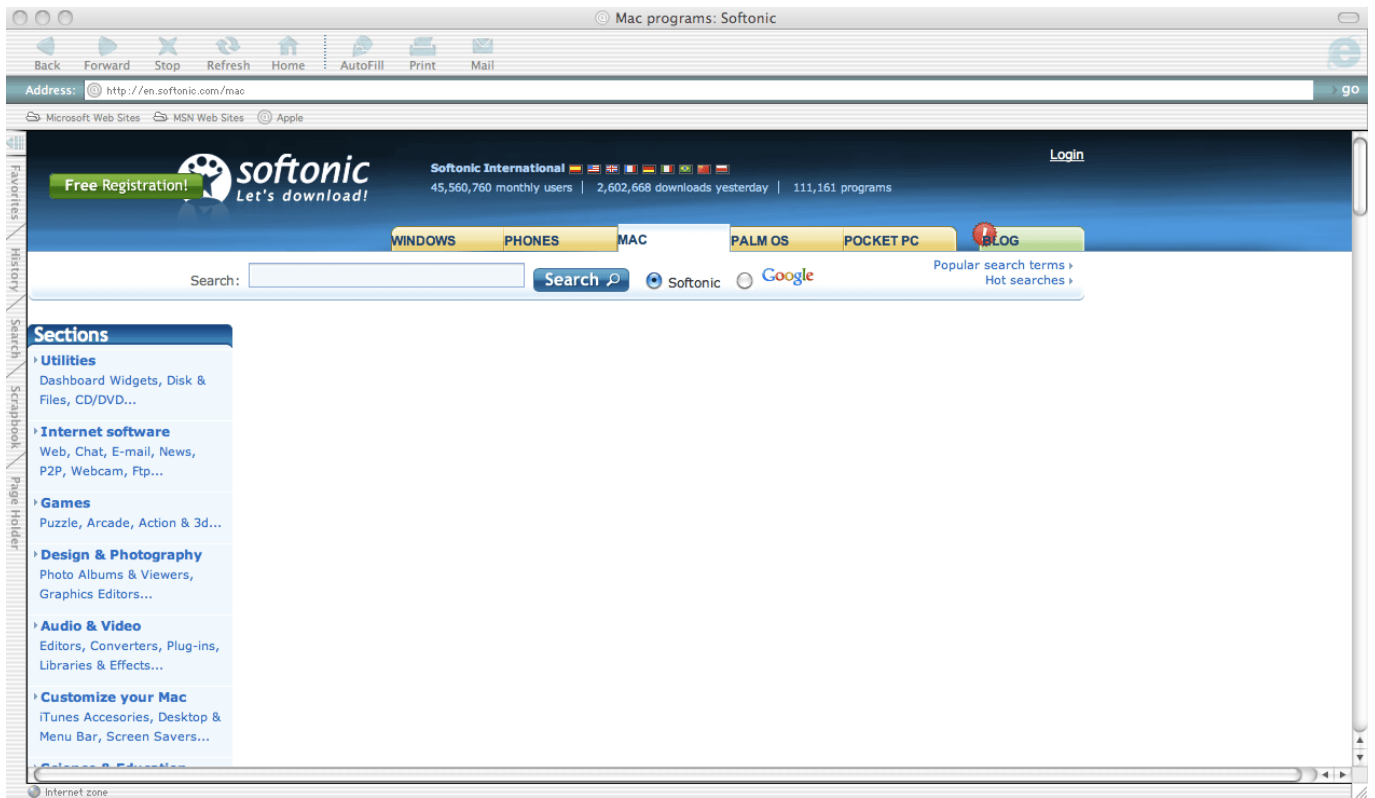 Mac programs: Softonic
Back Forward Stop Refresh Home AutoFill Print Mail
Address: http://en.softonic.com/mac go
Microsoft Web Sites MSN Web Sites Apple
Favorites
History
Search
Scrapbook
Page Holder
Login
Free Registration!
softonic
Let's download!
Softonic International
45,560,760 monthly users | 2,602,668 downloads yesterday | 111,161 programs
WINDOWS PHONES MAC PALM OS POCKET PC BLOG
Search: Search Softonic Google
Popular search terms
Hot searches
Sections
Utilities
Dashboard Widgets, Disk &
Files, CD/DVD...
Internet software
Web, Chat, E-mail, News,
P2P, Webcam, Ftp...
Games
Puzzle, Arcade, Action & 3d...
Design & Photography
Photo Albums & Viewers,
Graphics Editors...
Audio & Video
Editors, Converters, Plug-ins,
Libraries & Effects...
Customize your Mac
iTunes Accesories, Desktop &
Menu Bar, Screen Savers...
Science & Education
Internet zone